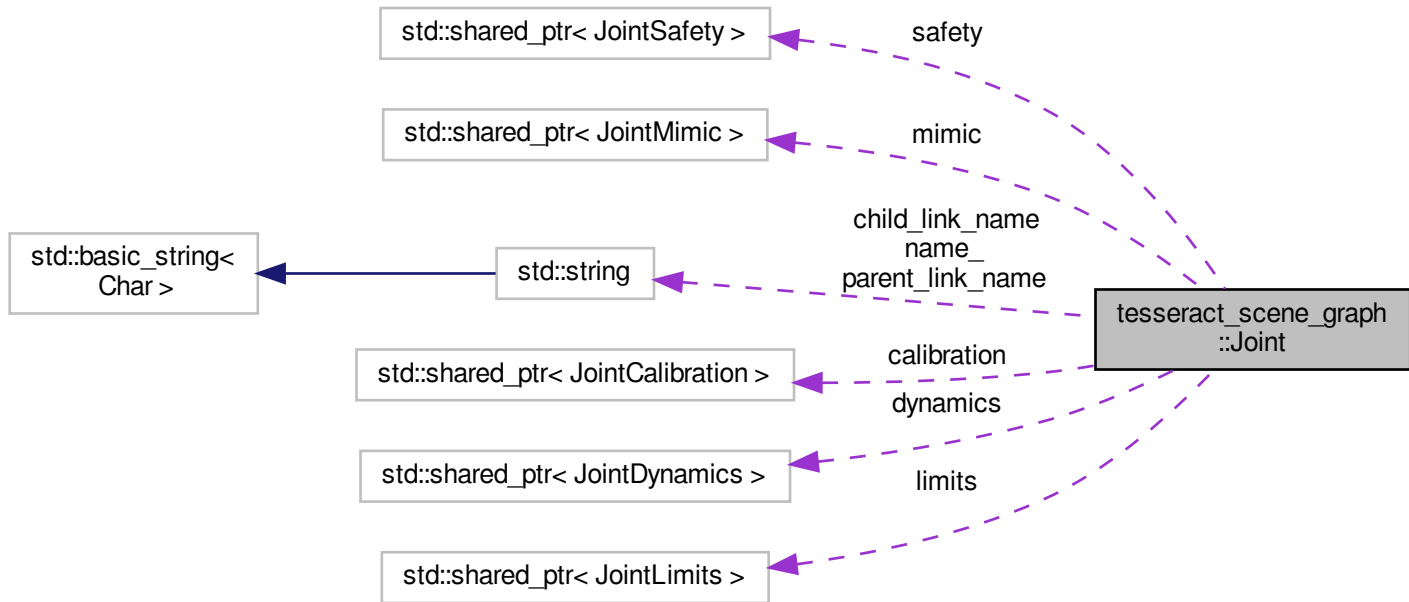 std::shared_ptr< JointSafety >
safety
std::shared_ptr< JointMimic >
mimic
std::basic_string<
Char >
std::string
child_link_name
name_
parent_link_name
tesseract_scene_graph
::Joint
std::shared_ptr< JointCalibration >
calibration
std::shared_ptr< JointDynamics >
dynamics
std::shared_ptr< JointLimits >
limits